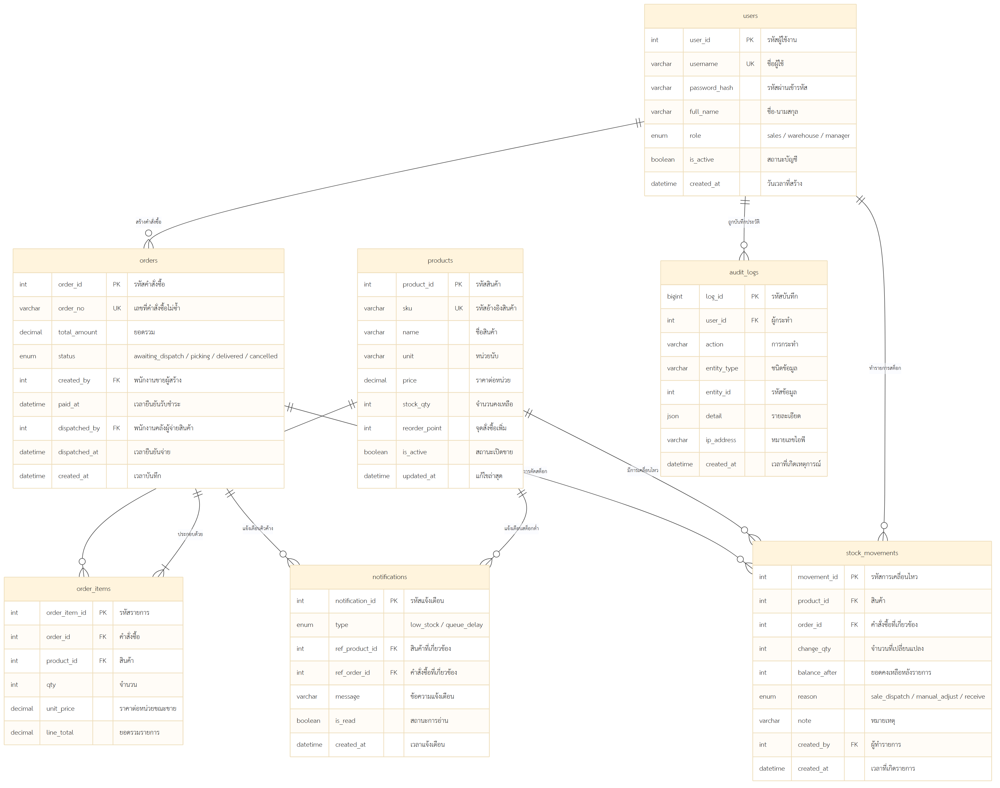 users
int user_id PK รหัสผู้ใช้งาน
varchar username UK ชื่อผู้ใช้
varchar password_hash รหัสผ่านเข้ารหัส
varchar full_name ชื่อ-นามสกุล
enum role sales / warehouse / manager
boolean is_active สถานะบัญชี
datetime created_at วันเวลาที่สร้าง
สร้างคำสั่งซื้อ
ถูกบันทึกประวัติ
orders
int order_id PK รหัสคำสั่งซื้อ
varchar order_no UK เลขที่คำสั่งซื้อไม่ซ้ำ
decimal total_amount ยอดรวม
enum status awaiting_dispatch / picking / delivered / cancelled
int created_by FK พนักงานขายผู้สร้าง
datetime paid_at เวลายืนยันรับชำระ
int dispatched_by FK พนักงานคลังผู้จ่ายสินค้า
datetime dispatched_at เวลายืนยันจ่าย
datetime created_at เวลาบันทึก
products
int product_id PK รหัสสินค้า
varchar sku UK รหัสอ้างอิงสินค้า
varchar name ชื่อสินค้า
varchar unit หน่วยนับ
decimal price ราคาต่อหน่วย
int stock_qty จำนวนคงเหลือ
int reorder_point จุดสั่งซื้อเพิ่ม
boolean is_active สถานะเปิดขาย
datetime updated_at แก้ไขล่าสุด
audit_logs
bigint log_id PK รหัสบันทึก
int user_id FK ผู้กระทำ
varchar action การกระทำ
varchar entity_type ชนิดข้อมูล
int entity_id รหัสข้อมูล
json detail รายละเอียด
varchar ip_address หมายเลขไอพี
datetime created_at เวลาที่เกิดเหตุการณ์
ทำรายการสต็อก
การตัดสต็อก
มีการเคลื่อนไหว
ประกอบด้วย
แจ้งเตือนคิวค้าง
แจ้งเตือนสต็อกต่ำ
order_items
int order_item_id PK รหัสรายการ
int order_id FK คำสั่งซื้อ
int product_id FK สินค้า
int qty จำนวน
decimal unit_price ราคาต่อหน่วยขณะขาย
decimal line_total ยอดรวมรายการ
notifications
int notification_id PK รหัสแจ้งเตือน
enum type low_stock / queue_delay
int ref_product_id FK สินค้าที่เกี่ยวข้อง
int ref_order_id FK คำสั่งซื้อที่เกี่ยวข้อง
varchar message ข้อความแจ้งเตือน
boolean is_read สถานะการอ่าน
datetime created_at เวลาแจ้งเตือน
stock_movements
int movement_id PK รหัสการเคลื่อนไหว
int product_id FK สินค้า
int order_id FK คำสั่งซื้อที่เกี่ยวข้อง
int change_qty จำนวนที่เปลี่ยนแปลง
int balance_after ยอดคงเหลือหลังรายการ
enum reason sale_dispatch / manual_adjust / receive
varchar note หมายเหตุ
int created_by FK ผู้ทำรายการ
datetime created_at เวลาที่เกิดรายการ